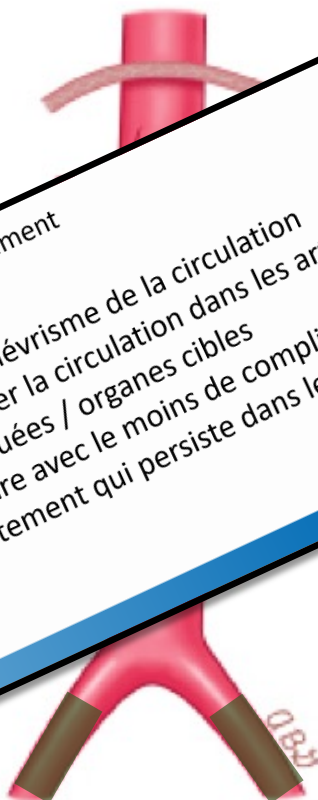 ment
évrisme de la circulation
er la circulation dans les ar
uées / organes cibles
re avec le moins de compli
tement qui persiste dans le